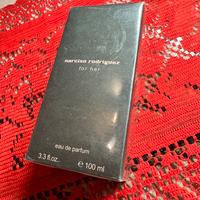 narciso rodriguez
for her
eau de parfum
3.3 fl.oz. e 100 ml